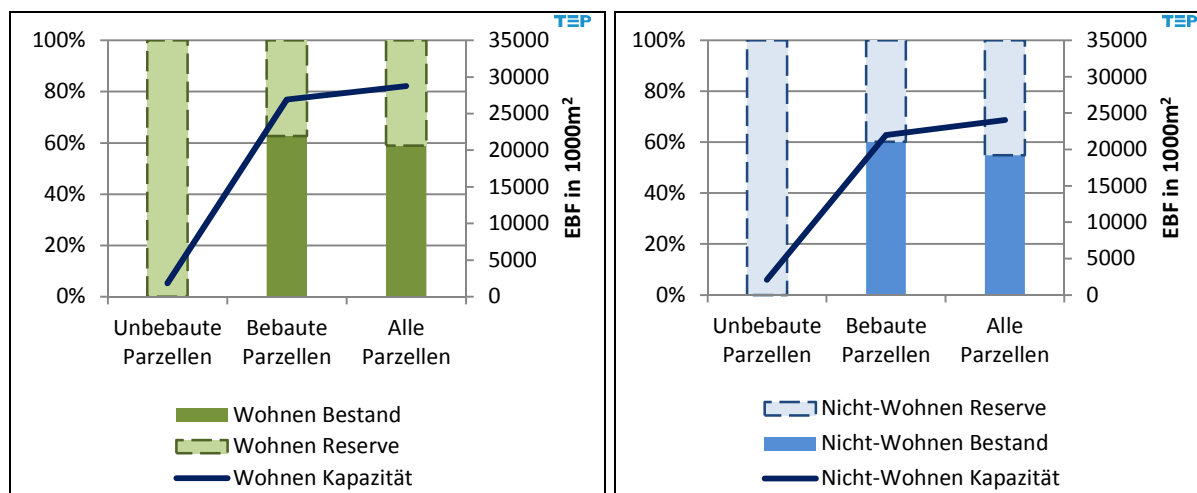 TEP
100%
80%
60%
40%
20%
0%
35000
30000
25000
20000
15000
10000
5000
0
EBF in 1000m²
Unbebaute
Parzellen
Bebaute
Parzellen
Alle
Parzellen
Wohnen Bestand
Wohnen Reserve
Wohnen Kapazität
TEP
100%
80%
60%
40%
20%
0%
35000
30000
25000
20000
15000
10000
5000
0
EBF in 1000m²
Unbebaute
Parzellen
Bebaute
Parzellen
Alle
Parzellen
Nicht-Wohnen Reserve
Nicht-Wohnen Bestand
Nicht-Wohnen Kapazität